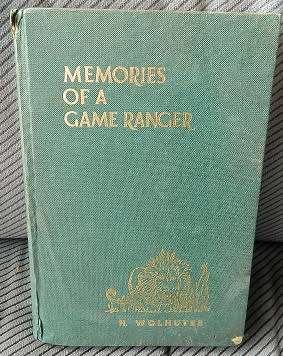 MEMORIES
OF A
GAME RANGER
H. WOLHUTER